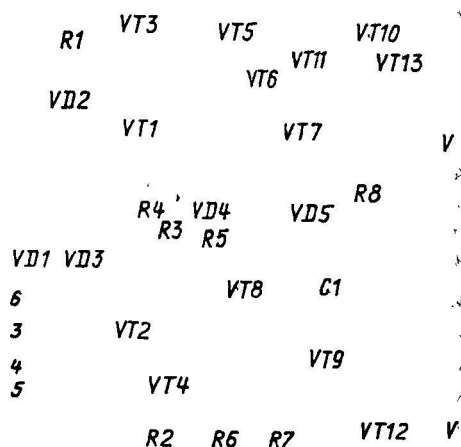 VT3 VT5 VT10
R1
VT11 VT13
VT6
VD2
VT1 VT7
V
R8
R4 VD4 VD5
R3 R5
VD1 VD3
6 VT8 C1
3 VT2
4 VT9
5 VT4
R2 R6 R7 VT12 V